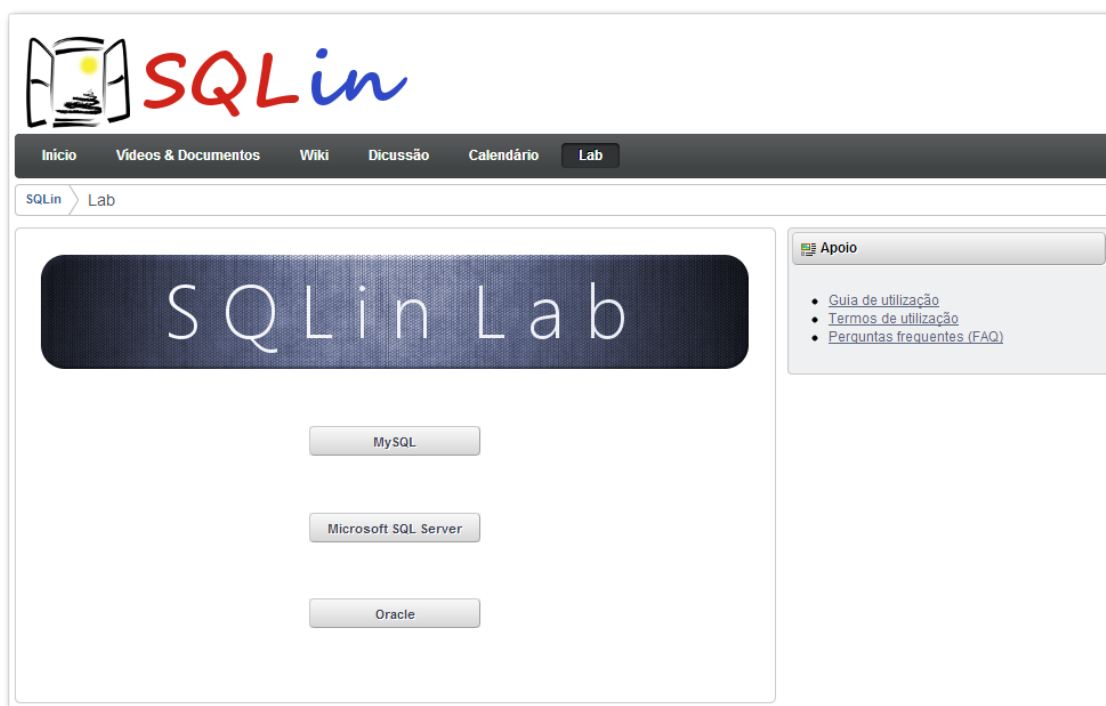 SQLin
Início Vídeos & Documentos Wiki Dicussão Calendário Lab
SQLin Lab
SQLin Lab
Apoio
Guia de utilização
Termos de utilização
Perguntas frequentes (FAQ)
MySQL
Microsoft SQL Server
Oracle